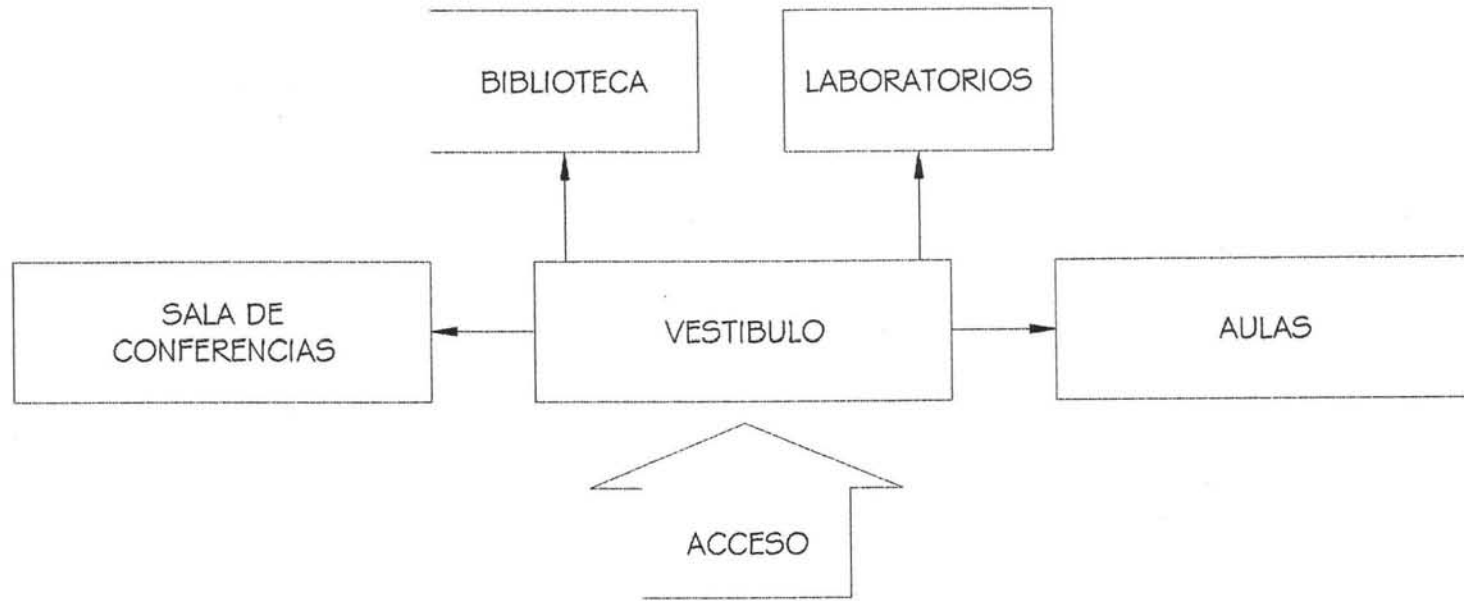 BIBLIOTECA
LABORATORIOS
SALA DE
CONFERENCIAS
VESTIBULO
AULAS
ACCESO